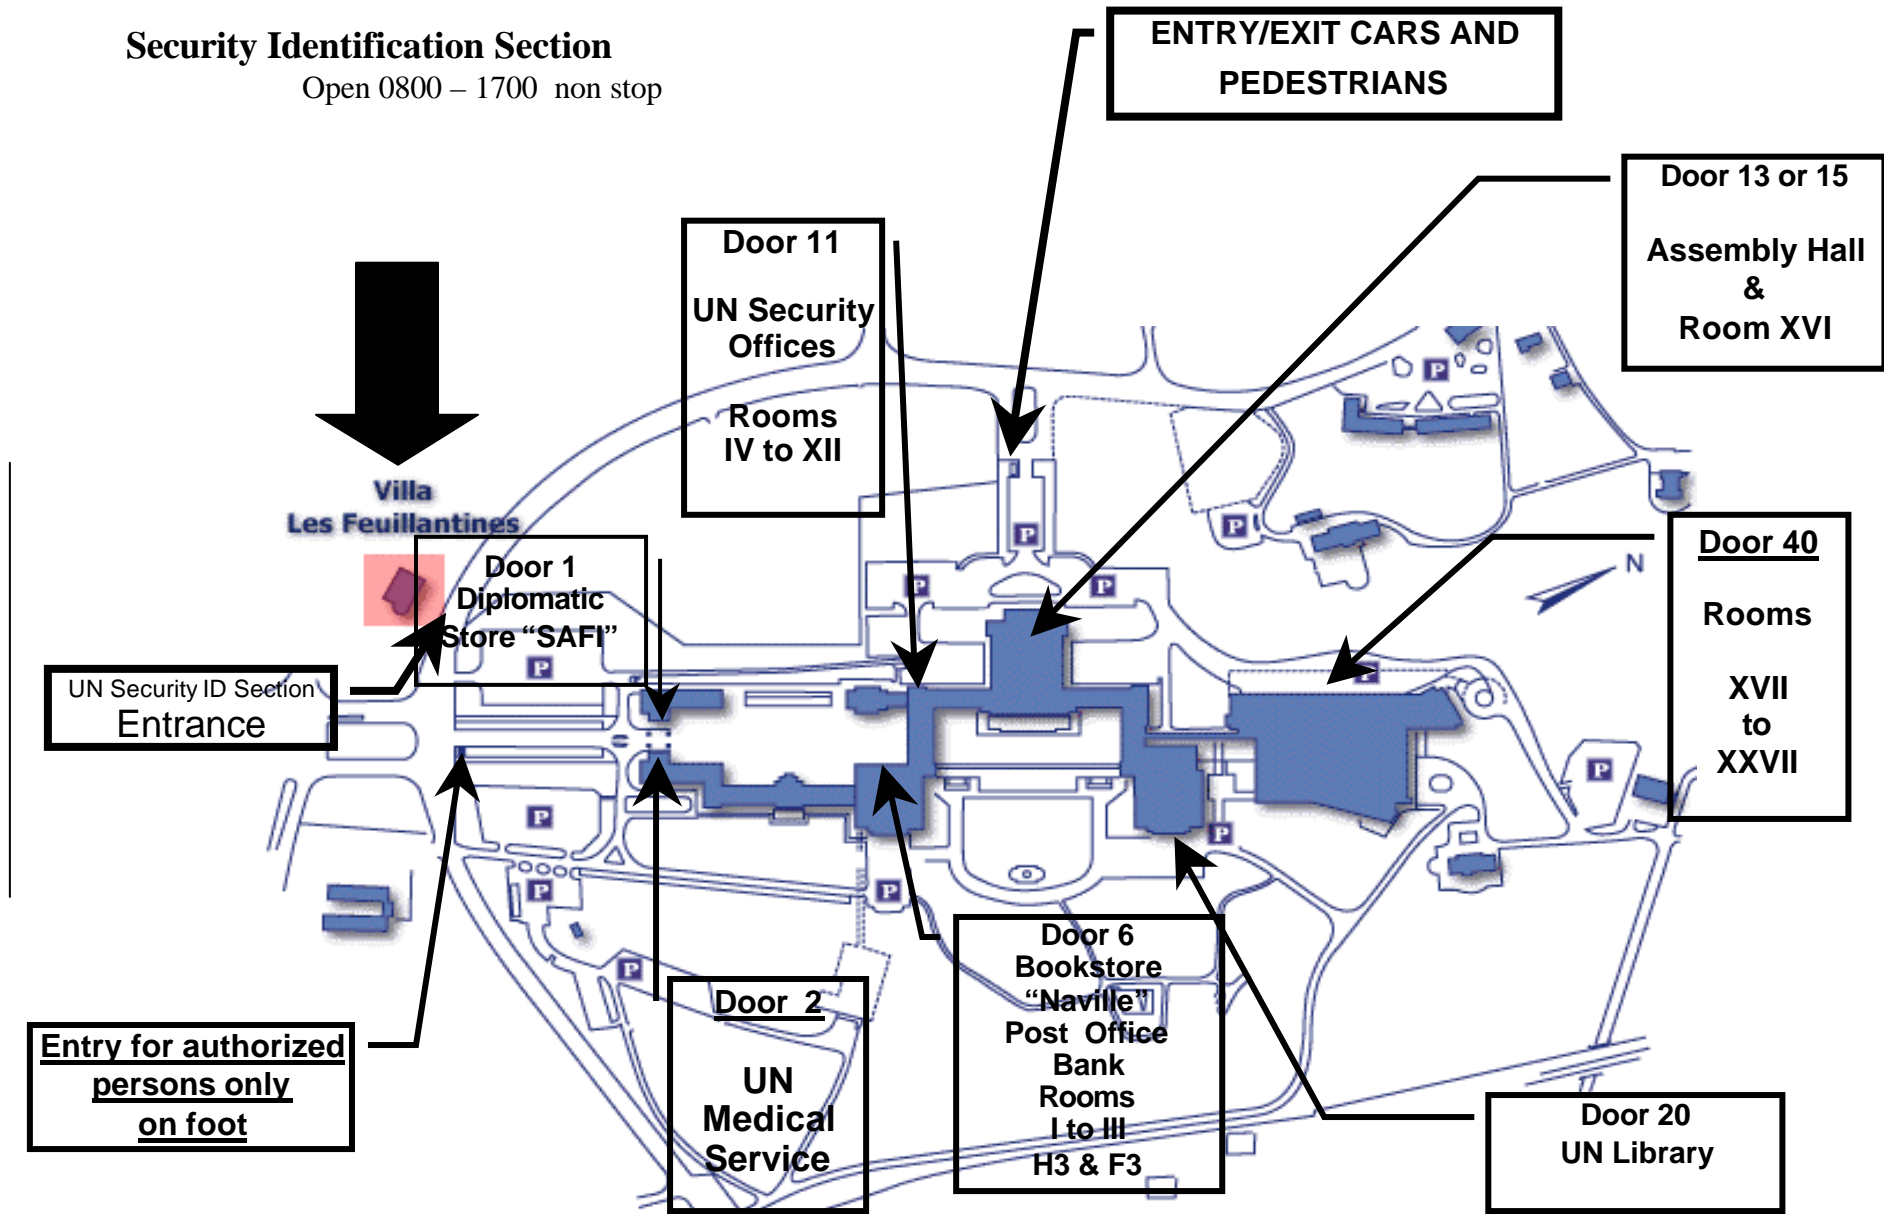 Security Identification Section
Open 0800 – 1700 non stop
ENTRY/EXIT CARS AND
PEDESTRIANS
Door 13 or 15
Assembly Hall
&
Room XVI
Door 11
UN Security
Offices
Rooms
IV to XII
Villa
Les Feuillantines
Door 1
Diplomatic
Store “SAFI”
UN Security ID Section
Entrance
Door 40
Rooms
XVII
to
XXVII
N
P
P
P
P
P
P
P
P
P
P
P
P
P
Entry for authorized
persons only
on foot
Door 2
UN
Medical
Service
Door 6
Bookstore
“Naville”
Post Office
Bank
Rooms
I to III
H3 & F3
Door 20
UN Library